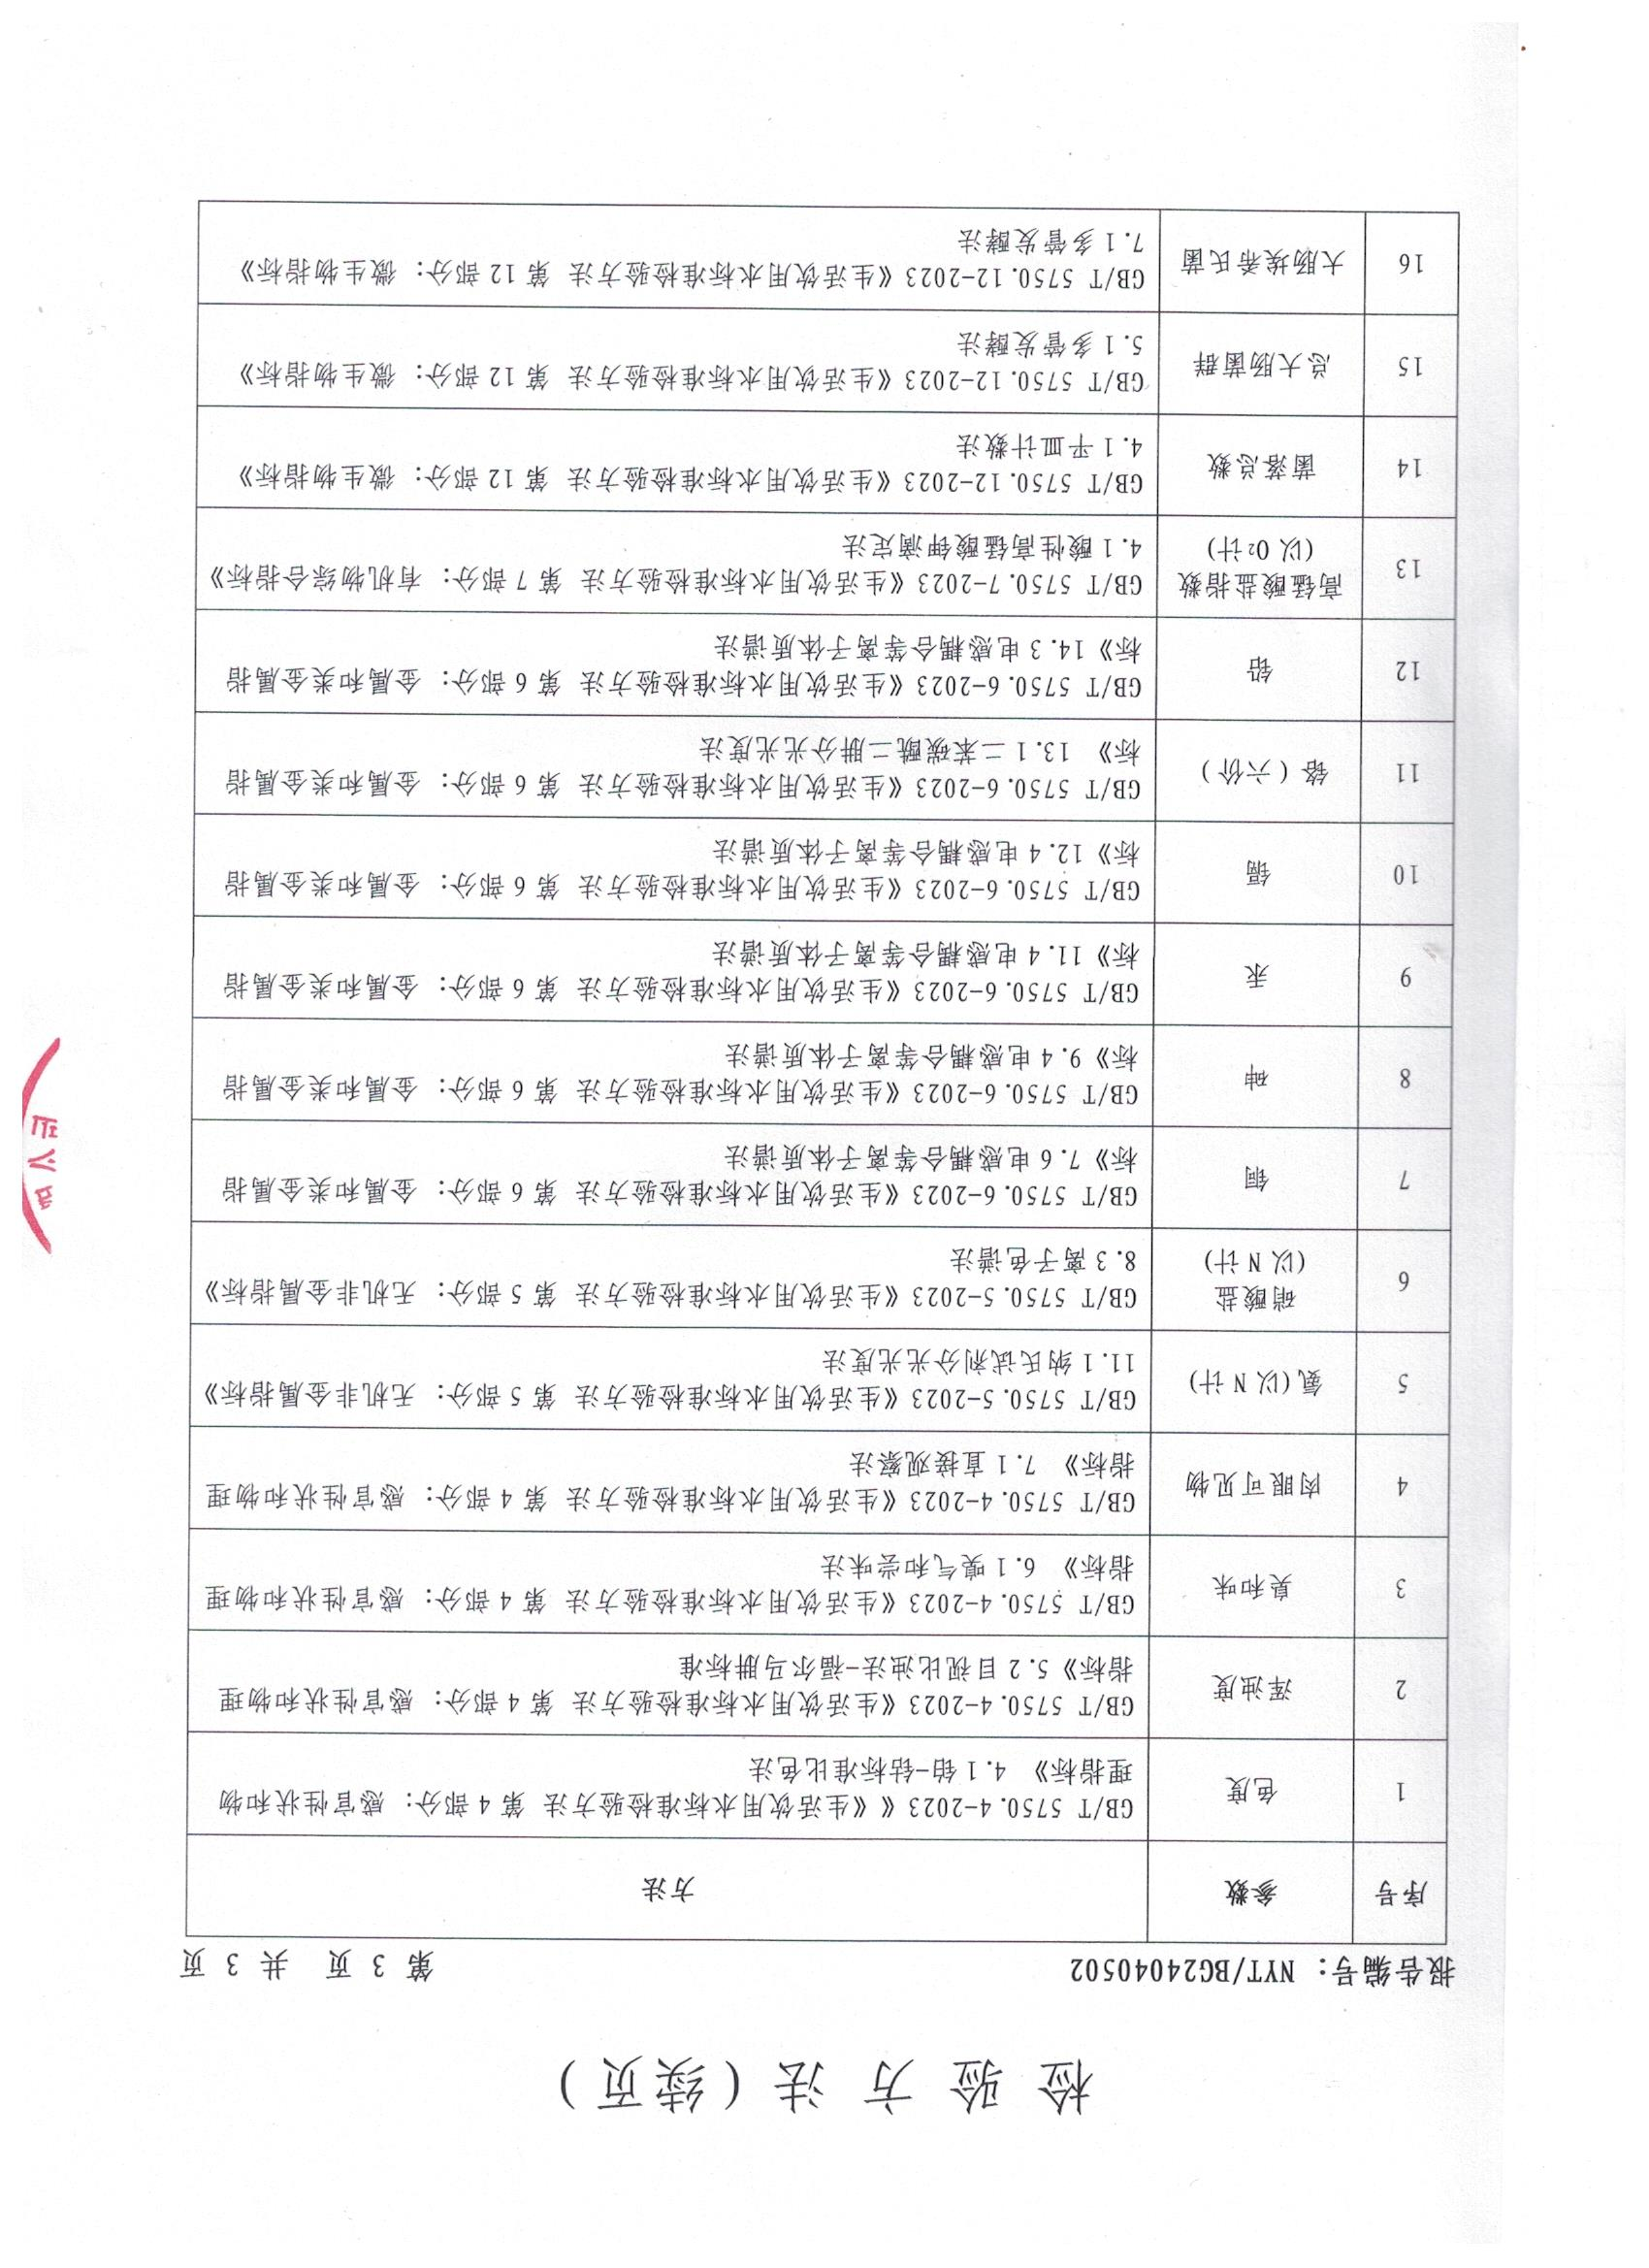 检 验 方 法（续页）
报告编号： NYT/BG24040502 第 3 页 共 3 页
序号 参数 方法
1 色度 GB/T 5750.4-2023《《生活饮用水标准检验方法 第 4 部分：感官性状和物
理指标》 4.1 铂-钴标准比色法
2 浑浊度 GB/T 5750.4-2023《生活饮用水标准检验方法 第 4 部分：感官性状和物理
指标》5.2 目视比浊法-福尔马肼标准
3 臭和味 GB/T 5750.4-2023《生活饮用水标准检验方法 第 4 部分：感官性状和物理
指标》 6.1 嗅气和尝味法
4 肉眼可见物 GB/T 5750.4-2023《生活饮用水标准检验方法 第 4 部分：感官性状和物理
指标》 7.1 直接观察法
5 氨(以 N 计) GB/T 5750.5-2023《生活饮用水标准检验方法 第 5 部分：无机非金属指标》
11.1 纳氏试剂分光光度法
6 硝酸盐 GB/T 5750.5-2023《生活饮用水标准检验方法 第 5 部分：无机非金属指标》
(以 N 计) 8.3 离子色谱法
7 铜 GB/T 5750.6-2023《生活饮用水标准检验方法 第 6 部分：金属和类金属指
标》7.6 电感耦合等离子体质谱法
8 砷 GB/T 5750.6-2023《生活饮用水标准检验方法 第 6 部分：金属和类金属指
标》9.4 电感耦合等离子体质谱法
9 汞 GB/T 5750.6-2023《生活饮用水标准检验方法 第 6 部分：金属和类金属指
标》11.4 电感耦合等离子体质谱法
10 镉 GB/T 5750.6-2023《生活饮用水标准检验方法 第 6 部分：金属和类金属指
标》12.4 电感耦合等离子体质谱法
11 铬（六价） GB/T 5750.6-2023《生活饮用水标准检验方法 第 6 部分：金属和类金属指
标》 13.1 二苯碳酰二肼分光光度法
12 铅 GB/T 5750.6-2023《生活饮用水标准检验方法 第 6 部分：金属和类金属指
标》14.3 电感耦合等离子体质谱法
13 高锰酸盐指数 GB/T 5750.7-2023《生活饮用水标准检验方法 第 7 部分：有机物综合指标》
(以 O₂计) 4.1 酸性高锰酸钾滴定法
14 菌落总数 GB/T 5750.12-2023《生活饮用水标准检验方法 第 12 部分：微生物指标》
4.1 平皿计数法
15 总大肠菌群 GB/T 5750.12-2023《生活饮用水标准检验方法 第 12 部分：微生物指标》
5.1 多管发酵法
16 大肠埃希氏菌 GB/T 5750.12-2023《生活饮用水标准检验方法 第 12 部分：微生物指标》
7.1 多管发酵法